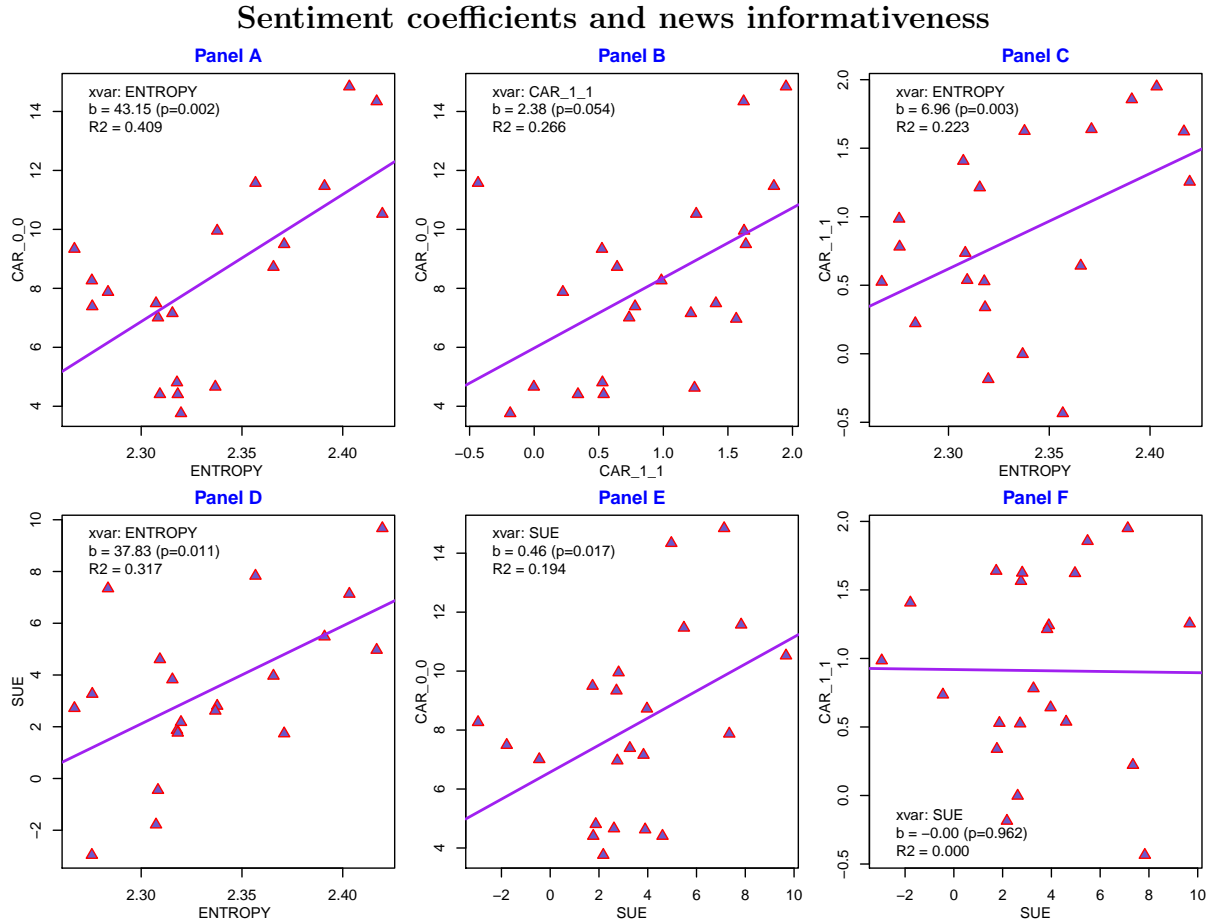 Sentiment coefficients and news informativeness
Panel A
xvar: ENTROPY
b = 43.15 (p=0.002)
R2 = 0.409
CAR_0_0
4
6
8
10
12
14
2.30
2.35
2.40
ENTROPY
Panel B
xvar: CAR_1_1
b = 2.38 (p=0.054)
R2 = 0.266
CAR_0_0
4
6
8
10
12
14
−0.5
0.0
0.5
1.0
1.5
2.0
CAR_1_1
Panel C
xvar: ENTROPY
b = 6.96 (p=0.003)
R2 = 0.223
CAR_1_1
−0.5
0.0
0.5
1.0
1.5
2.0
2.30
2.35
2.40
ENTROPY
Panel D
xvar: ENTROPY
b = 37.83 (p=0.011)
R2 = 0.317
SUE
−2
0
2
4
6
8
10
2.30
2.35
2.40
ENTROPY
Panel E
xvar: SUE
b = 0.46 (p=0.017)
R2 = 0.194
CAR_0_0
4
6
8
10
12
14
−2
0
2
4
6
8
10
SUE
Panel F
xvar: SUE
b = −0.00 (p=0.962)
R2 = 0.000
CAR_1_1
−0.5
0.0
0.5
1.0
1.5
2.0
−2
0
2
4
6
8
10
SUE